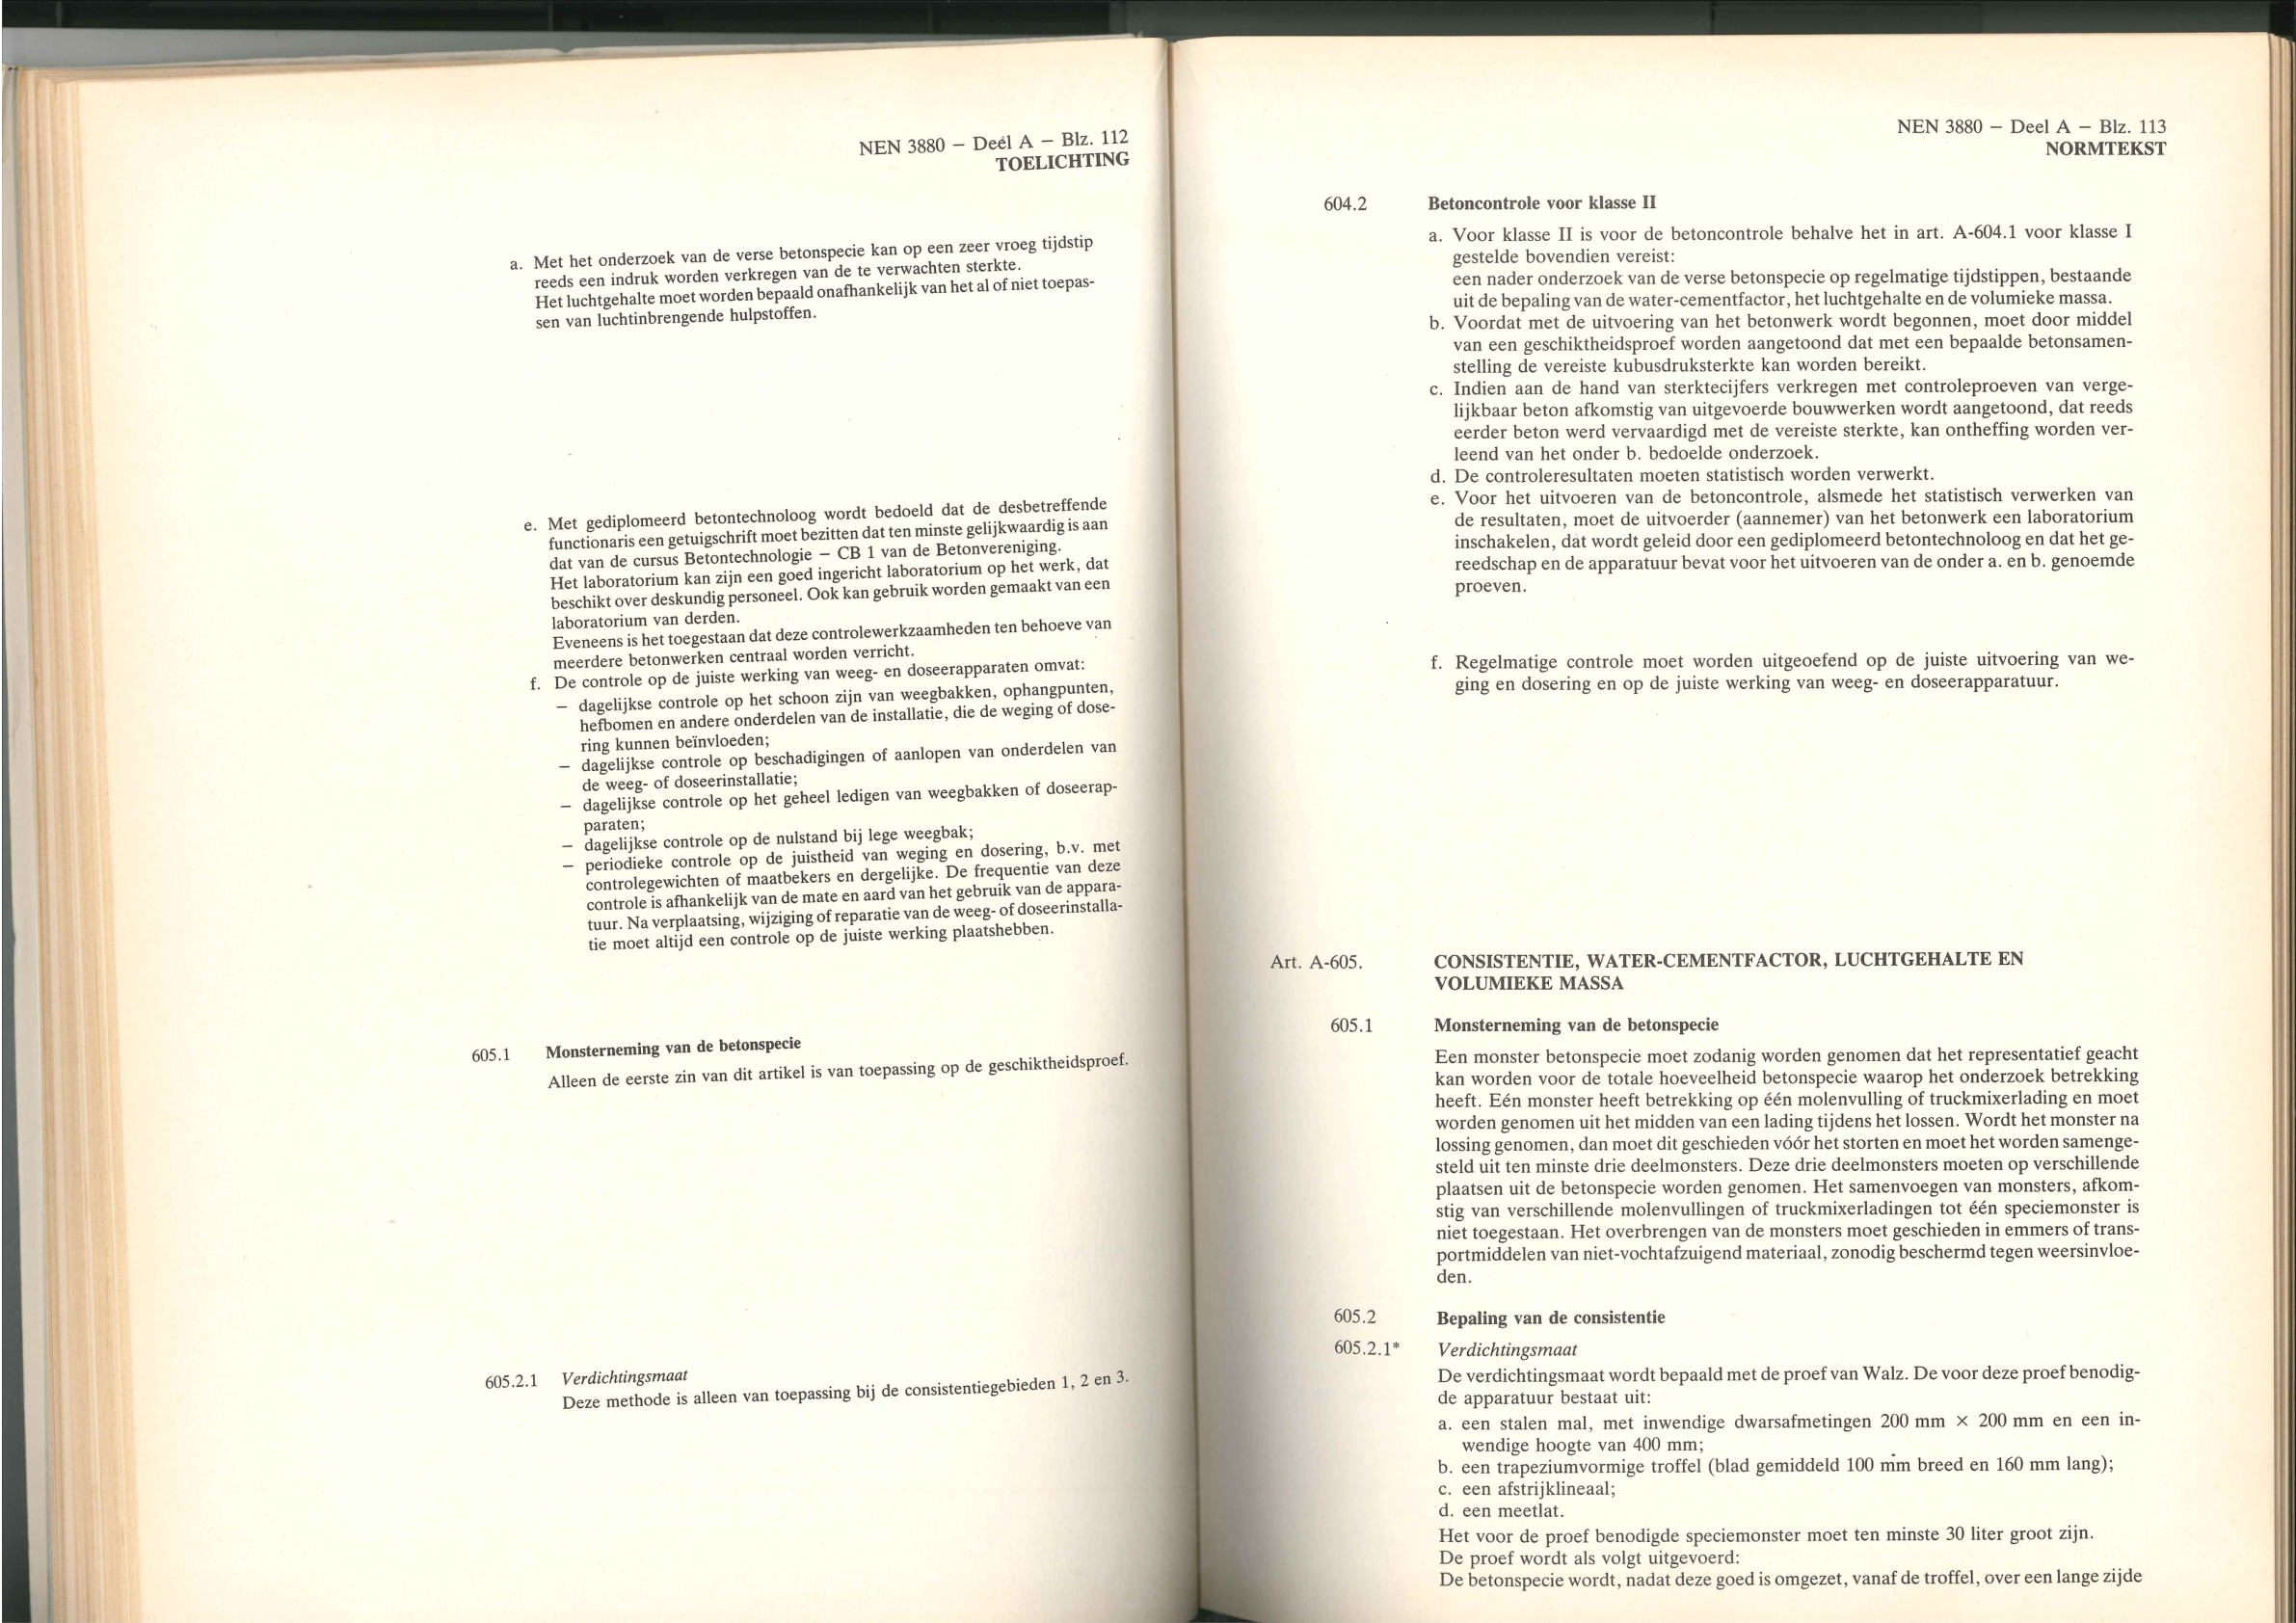 NEN 3880 — Deel A — Blz. 112
TOELICHTING
a. Met het onderzoek van de verse betonspecie kan op een zeer vroeg tijdstip
reeds een indruk worden verkregen van de te verwachten sterkte.
Het luchtgehalte moet worden bepaald onafhankelijk van het al of niet toepas-
sen van luchtinbrengende hulpstoffen.
e. Met gediplomeerd betontechnoloog wordt bedoeld dat de desbetreffende
functionaris een getuigschrift moet bezitten dat ten minste gelijkwaardig is aan
dat van de cursus Betontechnologie — CB 1 van de Betonvereniging.
Het laboratorium kan zijn een goed ingericht laboratorium op het werk, dat
beschikt over deskundig personeel. Ook kan gebruik worden gemaakt van een
laboratorium van derden.
Eveneens is het toegestaan dat deze controlewerkzaamheden ten behoeve van
meerdere betonwerken centraal worden verricht.
f. De controle op de juiste werking van weeg- en doseerapparaten omvat:
— dagelijkse controle op het schoon zijn van weegbakken, ophangpunten,
hefbomen en andere onderdelen van de installatie, die de weging of dose-
ring kunnen beïnvloeden;
— dagelijkse controle op beschadigingen of aanlopen van onderdelen van
de weeg- of doseerinstallatie;
— dagelijkse controle op het geheel ledigen van weegbakken of doseerap-
paraten;
— dagelijkse controle op de nulstand bij lege weegbak;
— periodieke controle op de juistheid van weging en dosering, b.v. met
controlegewichten of maatbekers en dergelijke. De frequentie van deze
controle is afhankelijk van de mate en aard van het gebruik van de appara-
tuur. Na verplaatsing, wijziging of reparatie van de weeg- of doseerinstalla-
tie moet altijd een controle op de juiste werking plaatshebben.
605.1 Monsterneming van de betonspecie
Alleen de eerste zin van dit artikel is van toepassing op de geschiktheidsproef.
605.2.1 Verdichtingsmaat
Deze methode is alleen van toepassing bij de consistentiegebieden 1, 2 en 3.
NEN 3880 — Deel A — Blz. 113
NORMTEKST
604.2 Betoncontrole voor klasse II
a. Voor klasse II is voor de betoncontrole behalve het in art. A-604.1 voor klasse I
gestelde bovendien vereist:
een nader onderzoek van de verse betonspecie op regelmatige tijdstippen, bestaande
uit de bepaling van de water-cementfactor, het luchtgehalte en de volumieke massa.
b. Voordat met de uitvoering van het betonwerk wordt begonnen, moet door middel
van een geschiktheidsproef worden aangetoond dat met een bepaalde betonsamen-
stelling de vereiste kubusdruksterkte kan worden bereikt.
c. Indien aan de hand van sterktecijfers verkregen met controleproeven van verge-
lijkbaar beton afkomstig van uitgevoerde bouwwerken wordt aangetoond, dat reeds
eerder beton werd vervaardigd met de vereiste sterkte, kan ontheffing worden ver-
leend van het onder b. bedoelde onderzoek.
d. De controleresultaten moeten statistisch worden verwerkt.
e. Voor het uitvoeren van de betoncontrole, alsmede het statistisch verwerken van
de resultaten, moet de uitvoerder (aannemer) van het betonwerk een laboratorium
inschakelen, dat wordt geleid door een gediplomeerd betontechnoloog en dat het ge-
reedschap en de apparatuur bevat voor het uitvoeren van de onder a. en b. genoemde
proeven.
f. Regelmatige controle moet worden uitgeoefend op de juiste uitvoering van we-
ging en dosering en op de juiste werking van weeg- en doseerapparatuur.
Art. A-605. CONSISTENTIE, WATER-CEMENTFACTOR, LUCHTGEHALTE EN
VOLUMIEKE MASSA
605.1 Monsterneming van de betonspecie
Een monster betonspecie moet zodanig worden genomen dat het representatief geacht
kan worden voor de totale hoeveelheid betonspecie waarop het onderzoek betrekking
heeft. Eén monster heeft betrekking op één molenvulling of truckmixerlading en moet
worden genomen uit het midden van een lading tijdens het lossen. Wordt het monster na
lossing genomen, dan moet dit geschieden vóór het storten en moet het worden samenge-
steld uit ten minste drie deelmonsters. Deze drie deelmonsters moeten op verschillende
plaatsen uit de betonspecie worden genomen. Het samenvoegen van monsters, afkom-
stig van verschillende molenvullingen of truckmixerladingen tot één speciemonster is
niet toegestaan. Het overbrengen van de monsters moet geschieden in emmers of trans-
portmiddelen van niet-vochtafzuigend materiaal, zonodig beschermd tegen weersinvloe-
den.
605.2 Bepaling van de consistentie
605.2.1* Verdichtingsmaat
De verdichtingsmaat wordt bepaald met de proef van Walz. De voor deze proef benodig-
de apparatuur bestaat uit:
a. een stalen mal, met inwendige dwarsafmetingen 200 mm × 200 mm en een in-
wendige hoogte van 400 mm;
b. een trapeziumvormige troffel (blad gemiddeld 100 mm breed en 160 mm lang);
c. een afstrijklineaal;
d. een meetlat.
Het voor de proef benodigde speciemonster moet ten minste 30 liter groot zijn.
De proef wordt als volgt uitgevoerd:
De betonspecie wordt, nadat deze goed is omgezet, vanaf de troffel, over een lange zijde